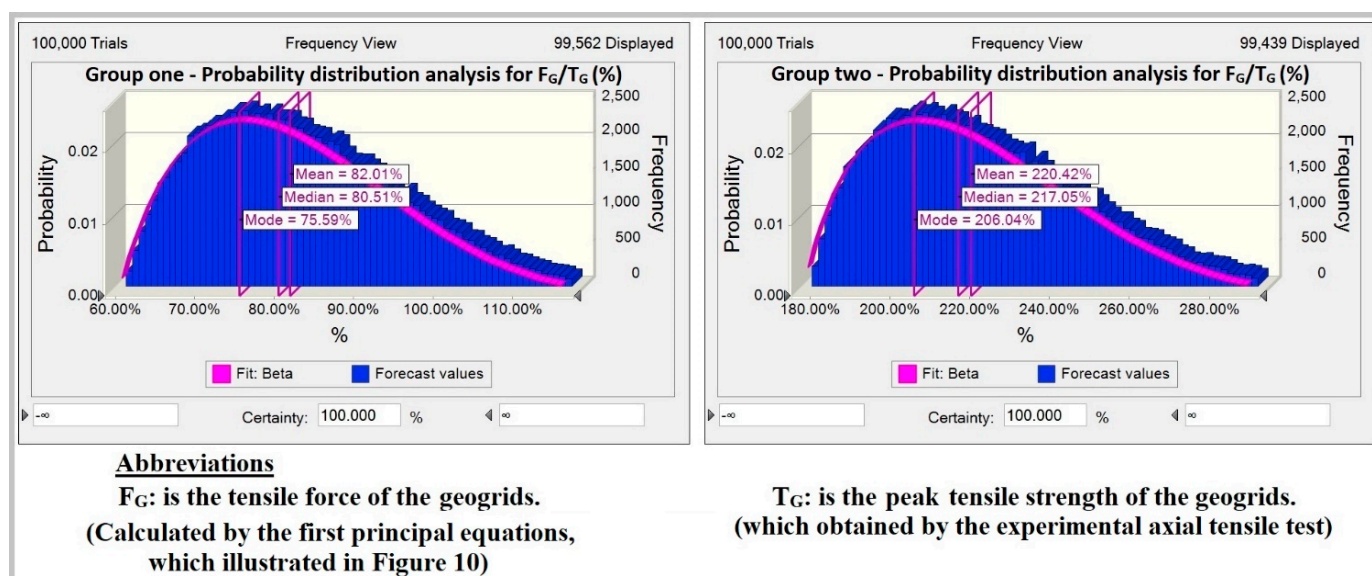 100,000 Trials Frequency View 99,562 Displayed
Group one - Probability distribution analysis for FG/TG (%)
2,500
0.02
2,000
Mean = 82.01%
1,500
Median = 80.51%
0.01
1,000
Mode = 75.59%
500
0.00
0
Probability
Frequency
60.00% 70.00% 80.00% 90.00% 100.00% 110.00%
%
Fit: Beta Forecast values
-∞ Certainty: 100.000 % ∞
100,000 Trials Frequency View 99,439 Displayed
Group two - Probability distribution analysis for FG/TG (%)
2,500
0.02
2,000
Mean = 220.42%
1,500
Median = 217.05%
0.01
1,000
Mode = 206.04%
500
0.00
0
Probability
Frequency
180.00% 200.00% 220.00% 240.00% 260.00% 280.00%
%
Fit: Beta Forecast values
-∞ Certainty: 100.000 % ∞
Abbreviations
FG: is the tensile force of the geogrids.
(Calculated by the first principal equations,
which illustrated in Figure 10)
TG: is the peak tensile strength of the geogrids.
(which obtained by the experimental axial tensile test)